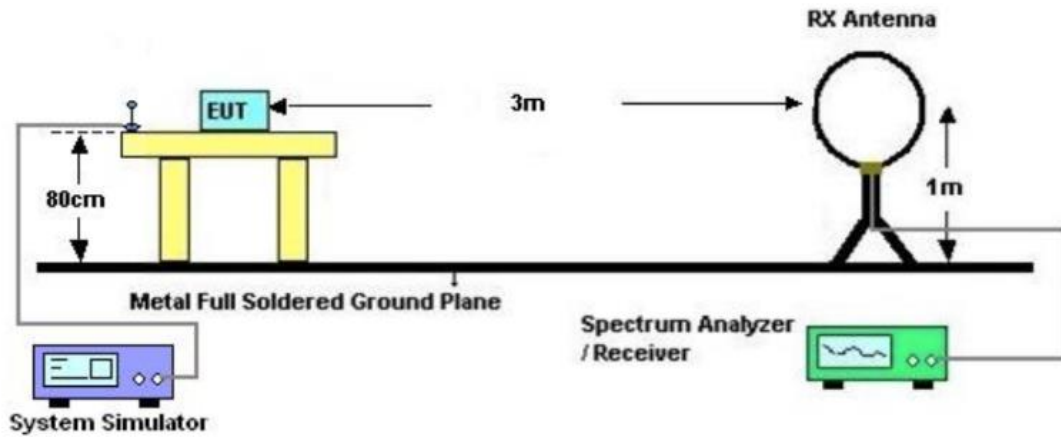 RX Antenna
EUT
3m
80cm
1m
Metal Full Soldered Ground Plane
Spectrum Analyzer
/ Receiver
System Simulator